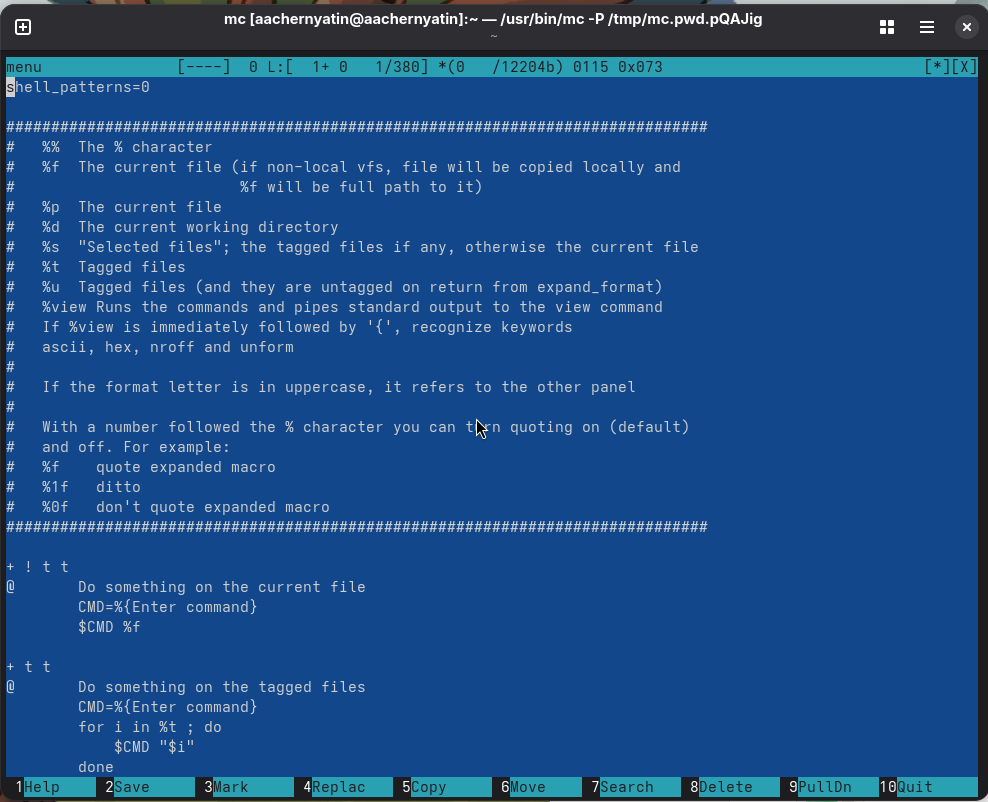 mc [aachernyatin@aachernyatin]:~ — /usr/bin/mc -P /tmp/mc.pwd.pQAJig
~
menu               [----]  0 L:[  1+ 0   1/380] *(0   /12204b) 0115 0x073                             [*][X]
shell_patterns=0
##############################################################################
#   %%  The % character
#   %f  The current file (if non-local vfs, file will be copied locally and
#                         %f will be full path to it)
#   %p  The current file
#   %d  The current working directory
#   %s  "Selected files"; the tagged files if any, otherwise the current file
#   %t  Tagged files
#   %u  Tagged files (and they are untagged on return from expand_format)
#   %view Runs the commands and pipes standard output to the view command
#   If %view is immediately followed by '{', recognize keywords
#   ascii, hex, nroff and unform
#
#   If the format letter is in uppercase, it refers to the other panel
#
#   With a number followed the % character you can turn quoting on (default)
#   and off. For example:
#   %f    quote expanded macro
#   %1f   ditto
#   %0f   don't quote expanded macro
##############################################################################
+ ! t t
@       Do something on the current file
        CMD=%{Enter command}
        $CMD %f
+ t t
@       Do something on the tagged files
        CMD=%{Enter command}
        for i in %t ; do
            $CMD "$i"
        done
1Help 2Save 3Mark 4Replac 5Copy 6Move 7Search 8Delete 9PullDn 10Quit